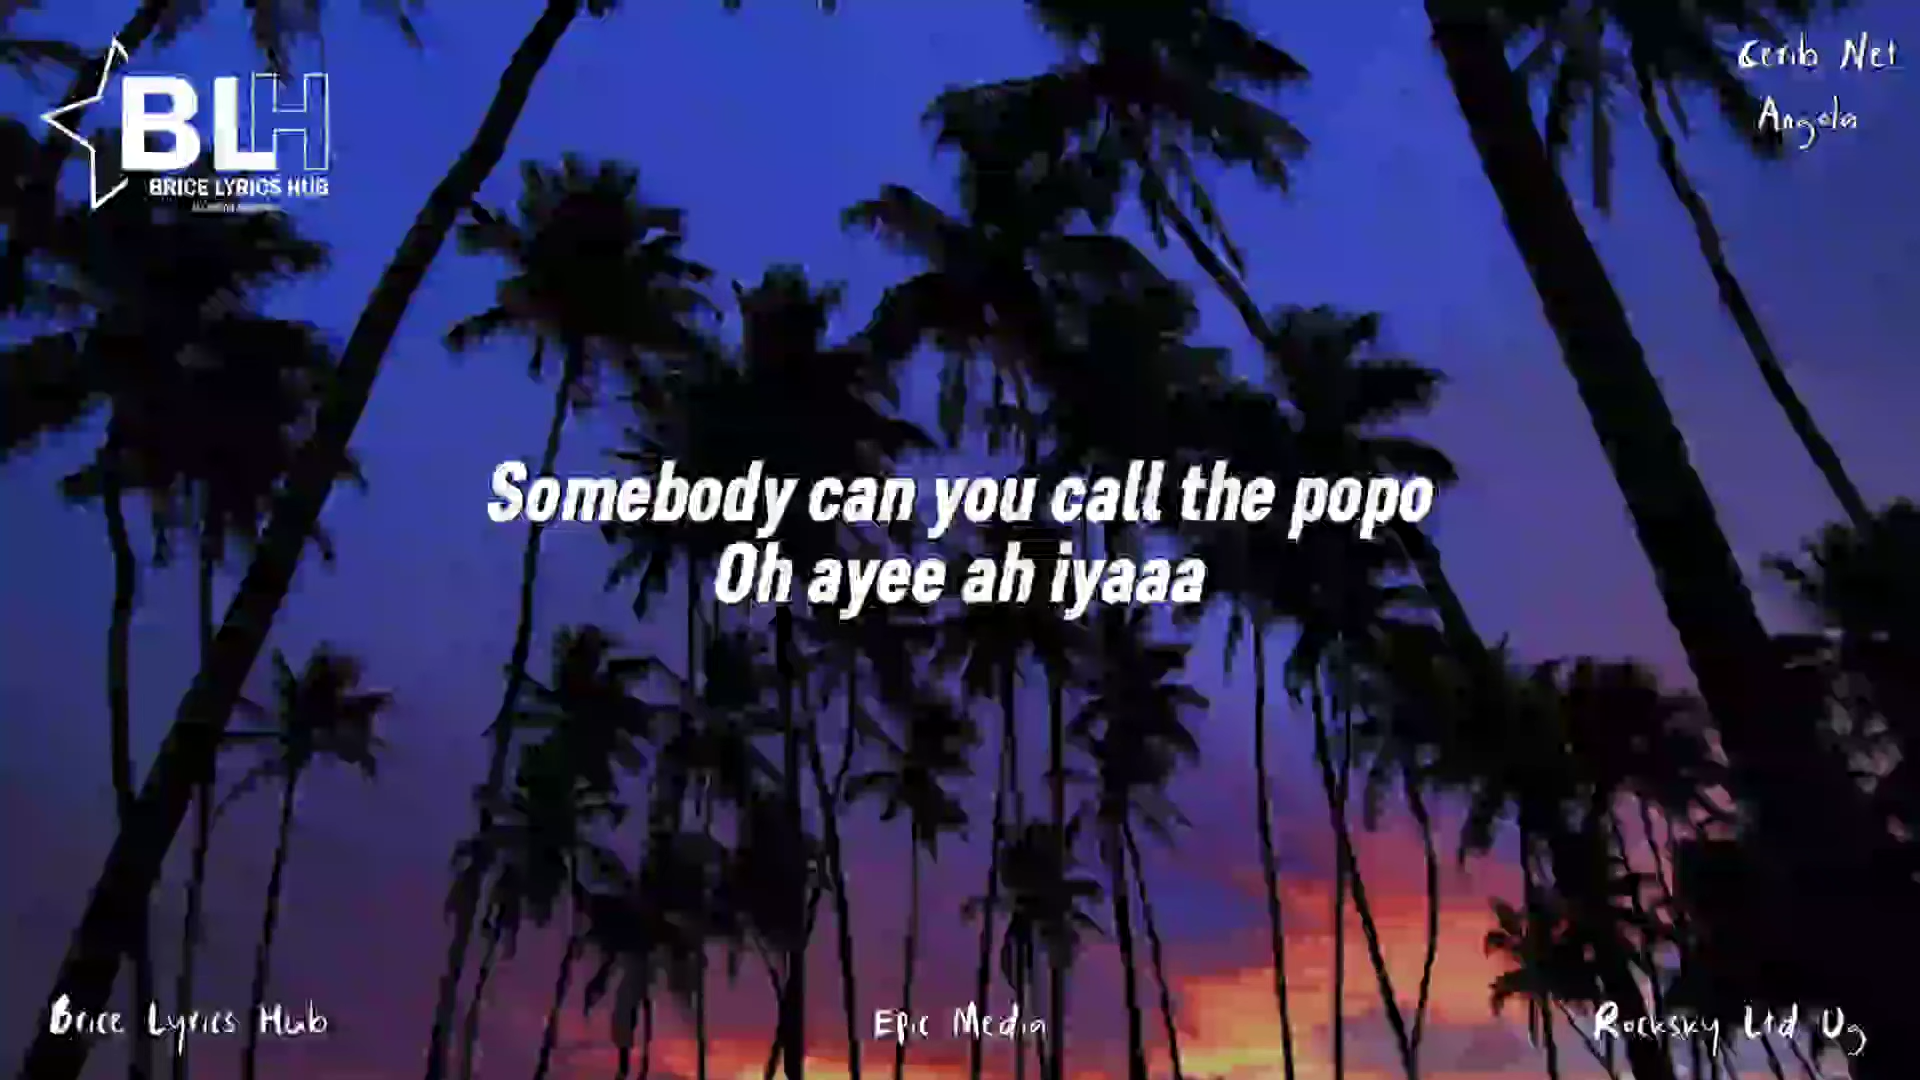 BLH
BRICE LYRICS HUB
Cerib Net
Angola
Somebody can you call the popo
Oh ayee ah iyaaa
Brice Lyrics Hub
Epic Media
Rocksky Ltd Ug